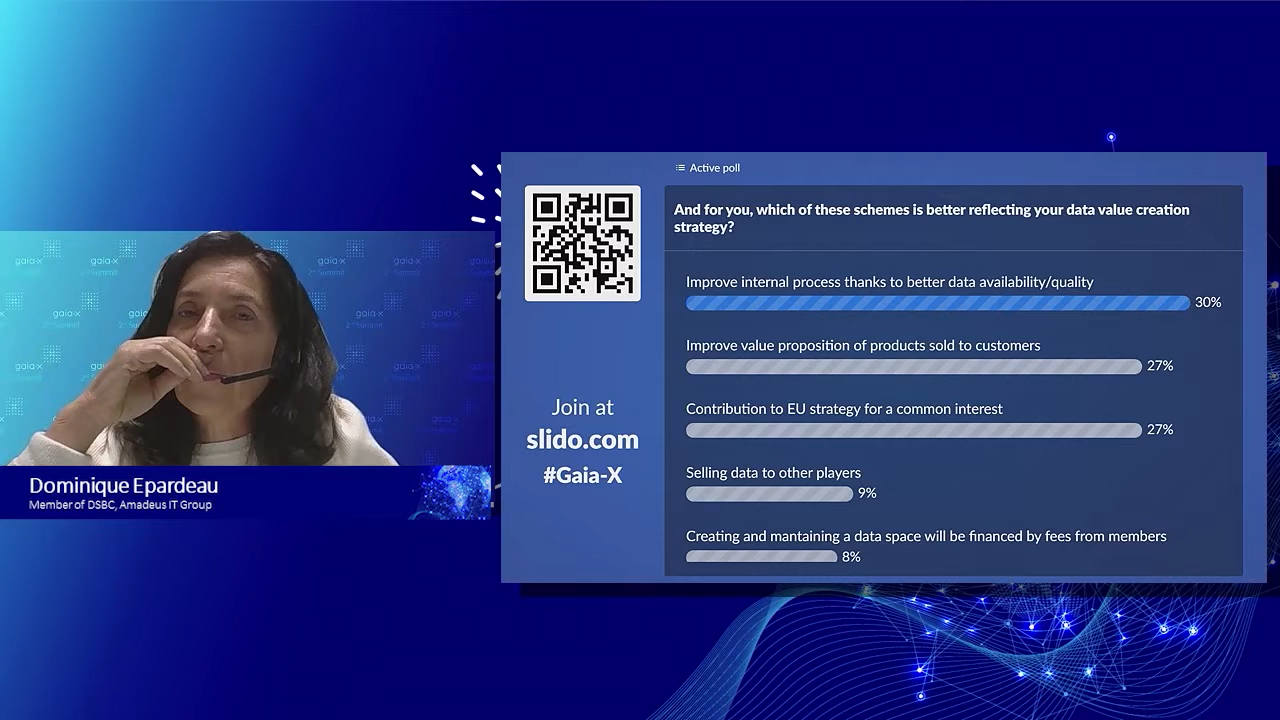 Active poll
And for you, which of these schemes is better reflecting your data value creation
strategy?
Improve internal process thanks to better data availability/quality
30%
Improve value proposition of products sold to customers
27%
Contribution to EU strategy for a common interest
27%
Selling data to other players
9%
Creating and mantaining a data space will be financed by fees from members
8%
Join at
slido.com
#Gaia-X
gaia-x
2nd Summit
Dominique Epardeau
Member of DSBC, Amadeus IT Group